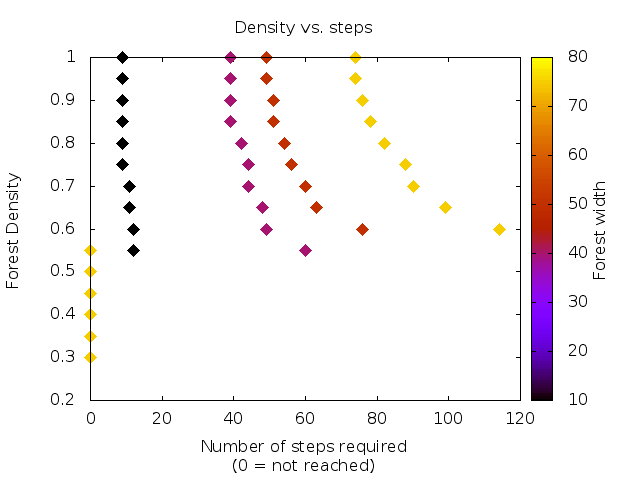 Density vs. steps
1
0.9
0.8
0.7
0.6
0.5
0.4
0.3
0.2
Forest Density
0 20 40 60 80 100 120
Number of steps required
(0 = not reached)
80
70
60
50
40
30
20
10
Forest width